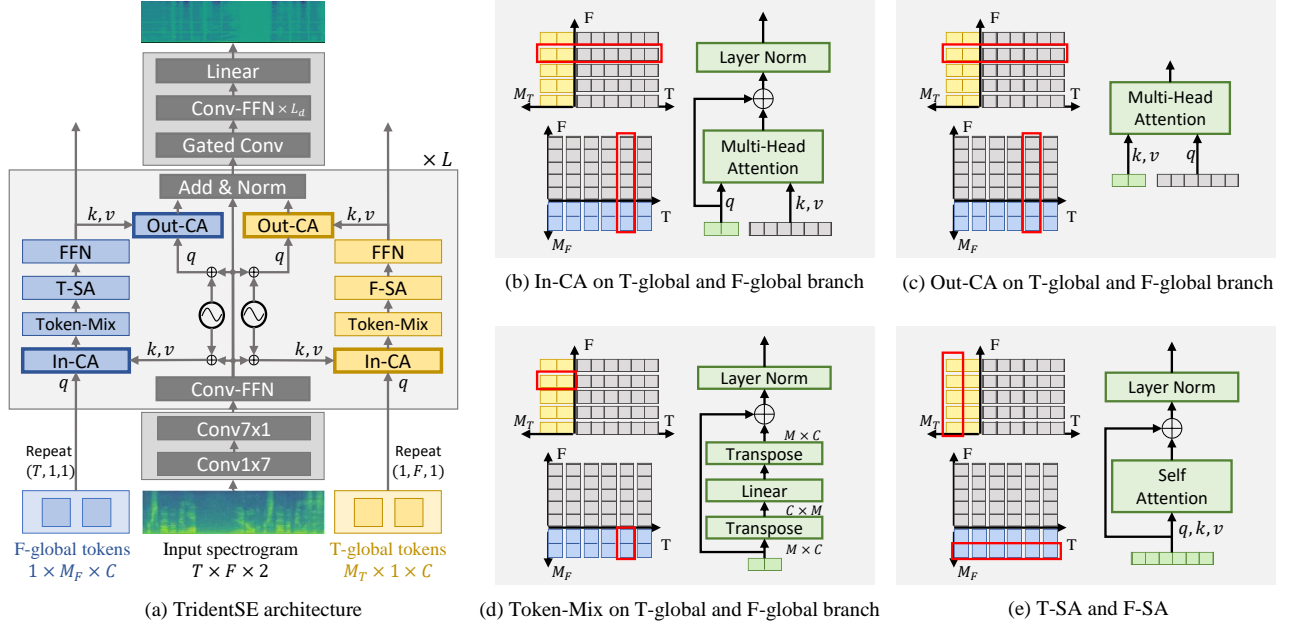 Linear
Conv-FFN × L_d
Gated Conv
× L
Add & Norm
k, v
Out-CA
Out-CA
k, v
FFN
q
q
FFN
T-SA
F-SA
Token-Mix
Token-Mix
In-CA
k, v
k, v
In-CA
q
Conv-FFN
q
Conv7x1
Conv1x7
Repeat
(T, 1,1)
Repeat
(1, F, 1)
F-global tokens
1 × M_F × C
Input spectrogram
T × F × 2
T-global tokens
M_T × 1 × C
(a) TridentSE architecture
F
M_T
T
F
T
M_F
Layer Norm
Multi-Head
Attention
q
k, v
(b) In-CA on T-global and F-global branch
F
M_T
T
F
T
M_F
Multi-Head
Attention
k, v
q
(c) Out-CA on T-global and F-global branch
F
M_T
T
F
T
M_F
Layer Norm
M × C
Transpose
Linear
C × M
Transpose
M × C
(d) Token-Mix on T-global and F-global branch
F
M_T
T
F
T
M_F
Layer Norm
Self
Attention
q, k, v
(e) T-SA and F-SA